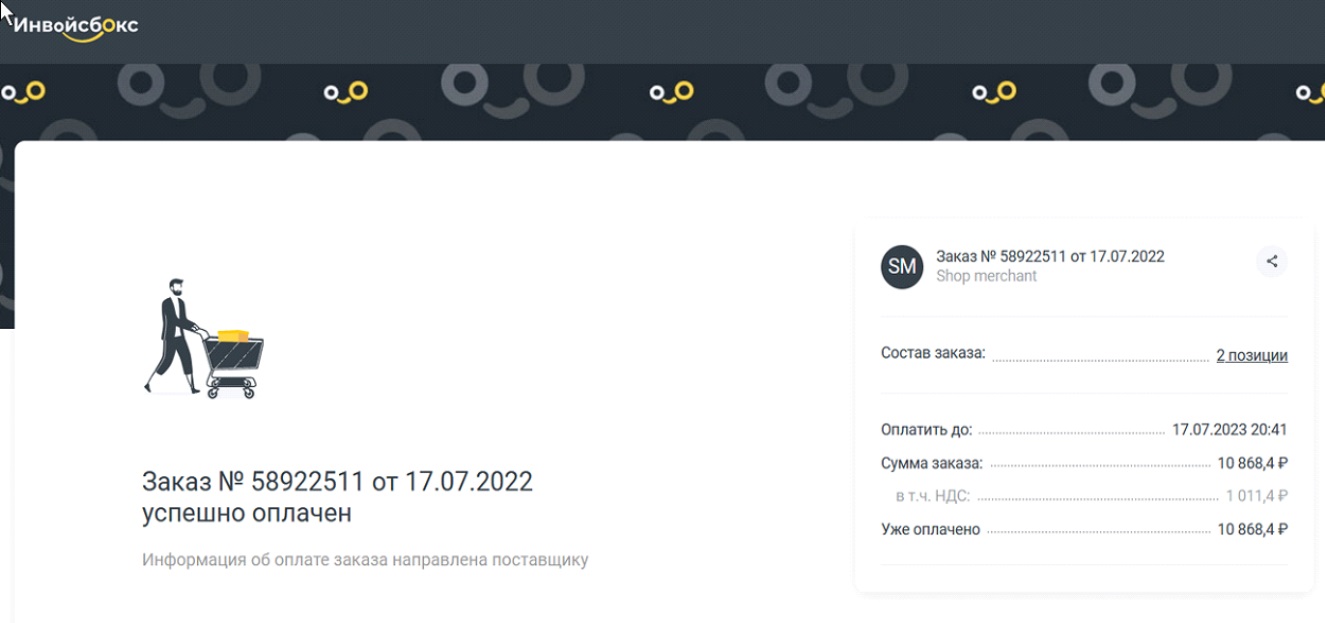 Инвойсбокс
SM
Заказ № 58922511 от 17.07.2022
Shop merchant
Состав заказа: 2 позиции
Оплатить до: 17.07.2023 20:41
Сумма заказа: 10 868,4 ₽
в т.ч. НДС: 1 011,4 ₽
Уже оплачено 10 868,4 ₽
Заказ № 58922511 от 17.07.2022
успешно оплачен
Информация об оплате заказа направлена поставщику